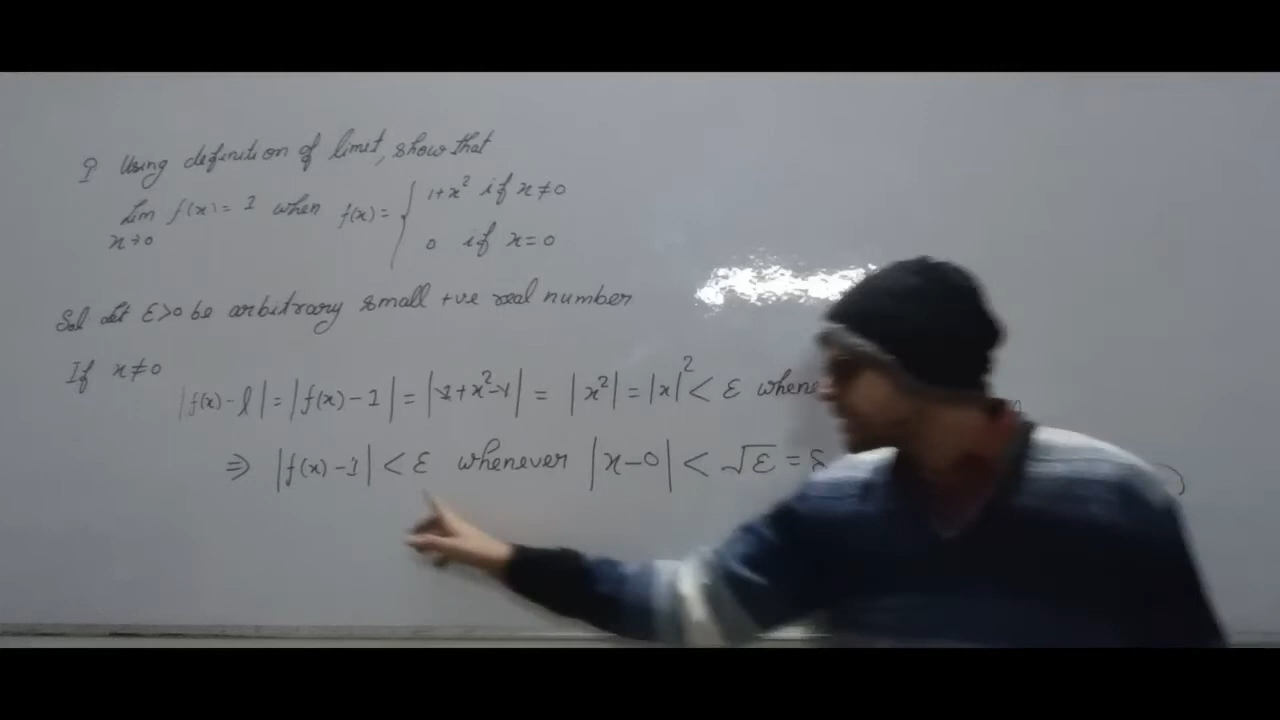 Q Using definition of limit, show that
Lim f(x) = 1 when f(x) = { 1+x² if x ≠ 0
x→0 0 if x = 0
Sol Let ε>0 be arbitrary small +ve real number
If x ≠ 0
|f(x) - l| = |f(x) - 1| = |1+x²-1| = |x²| = |x|² < ε
⇒ |f(x) - 1| < ε whenever |x-0| < √ε = δ